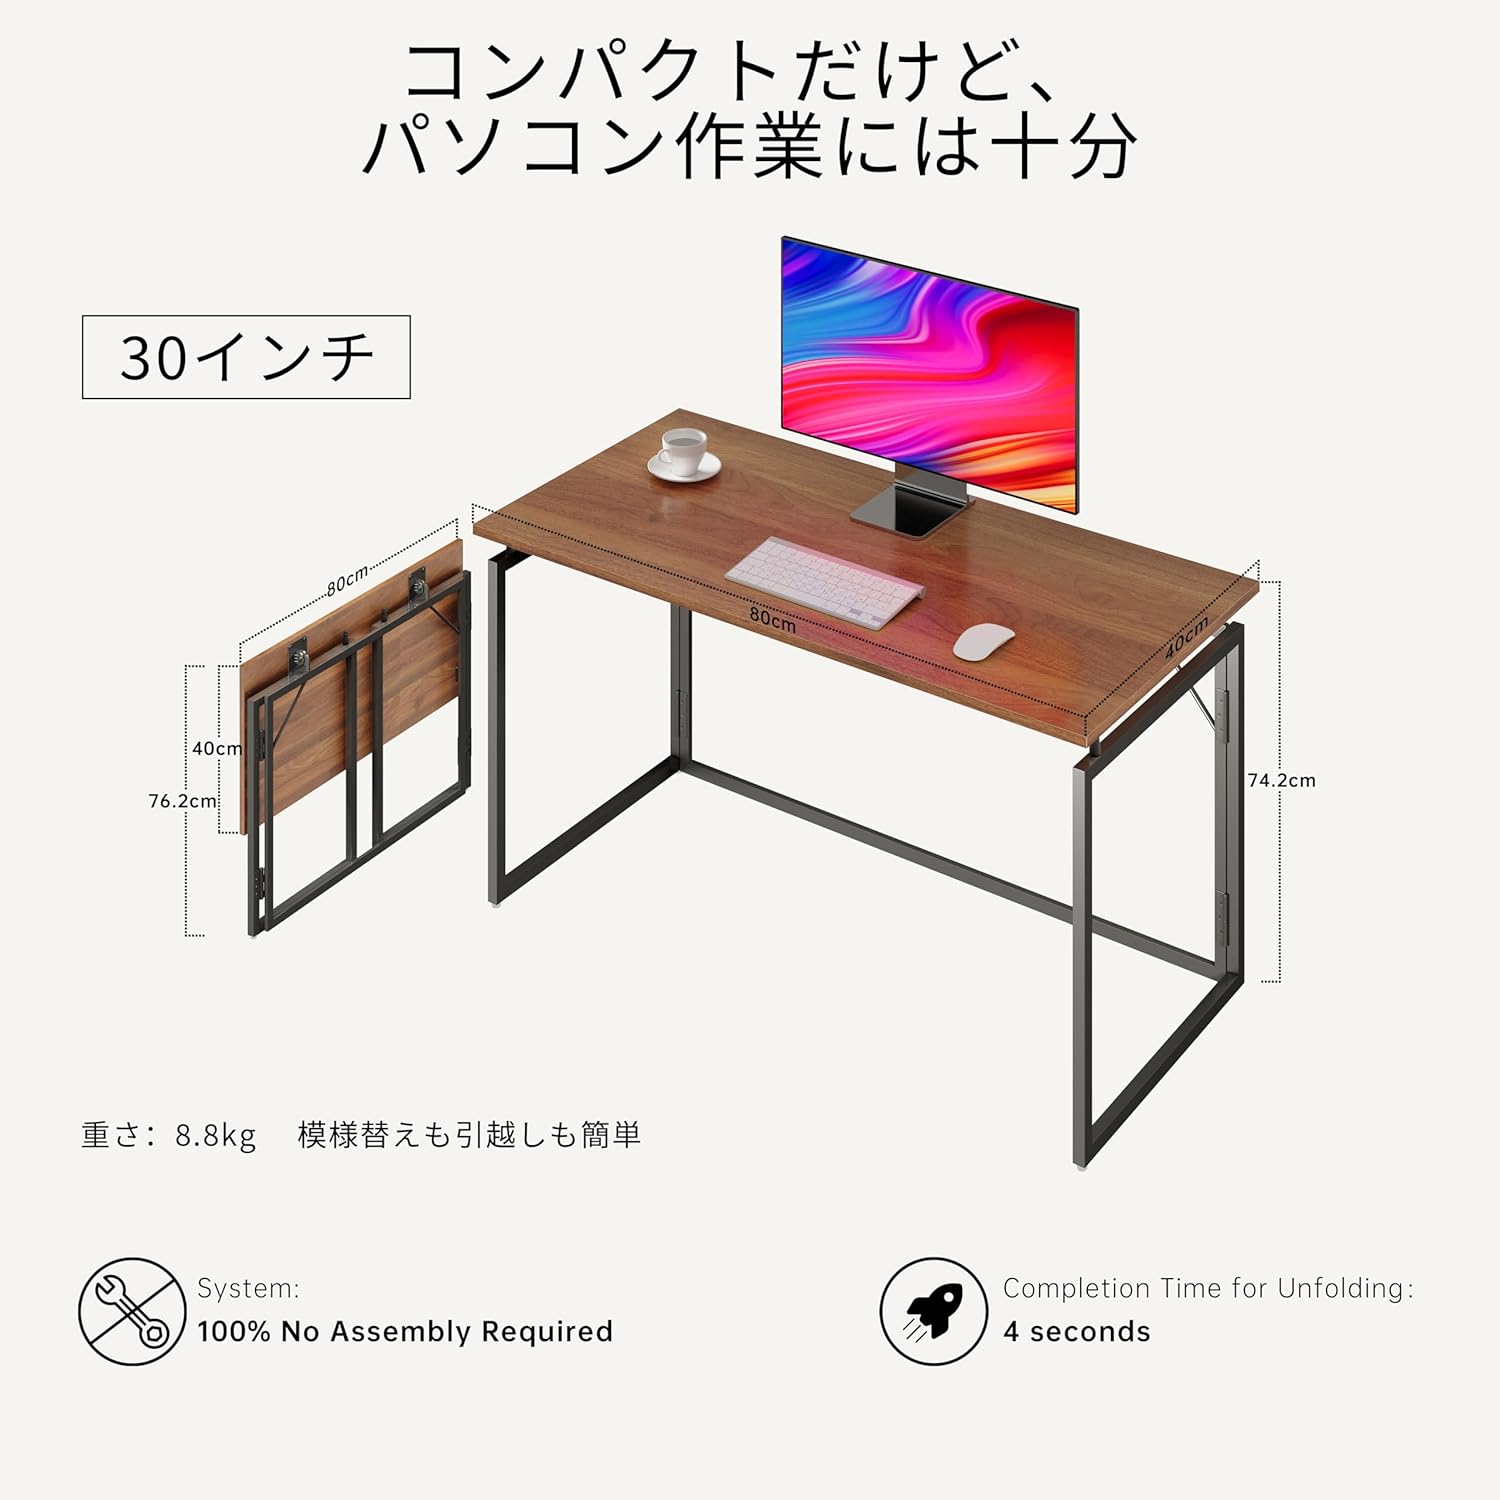 コンパクトだけど、
パソコン作業には十分
30インチ
80cm
40cm
76.2cm
80cm
40cm
74.2cm
重さ：8.8kg 模様替えも引越しも簡単
System:
100% No Assembly Required
Completion Time for Unfolding:
4 seconds